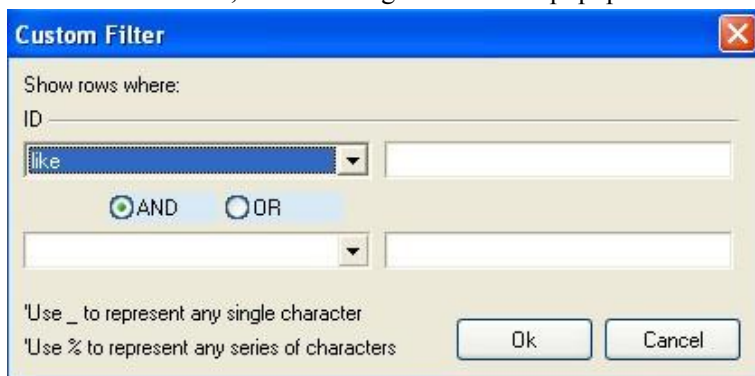 Custom Filter
Show rows where:
ID
like
AND OR
'Use _ to represent any single character
'Use % to represent any series of characters
Ok Cancel